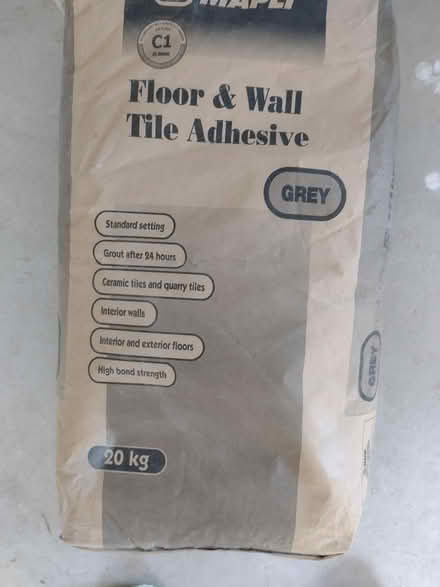 MAPEI
C1
Floor & Wall
Tile Adhesive
GREY
Standard setting
Grout after 24 hours
Ceramic tiles and quarry tiles
Interior walls
Interior and exterior floors
High bond strength
GREY
20 kg